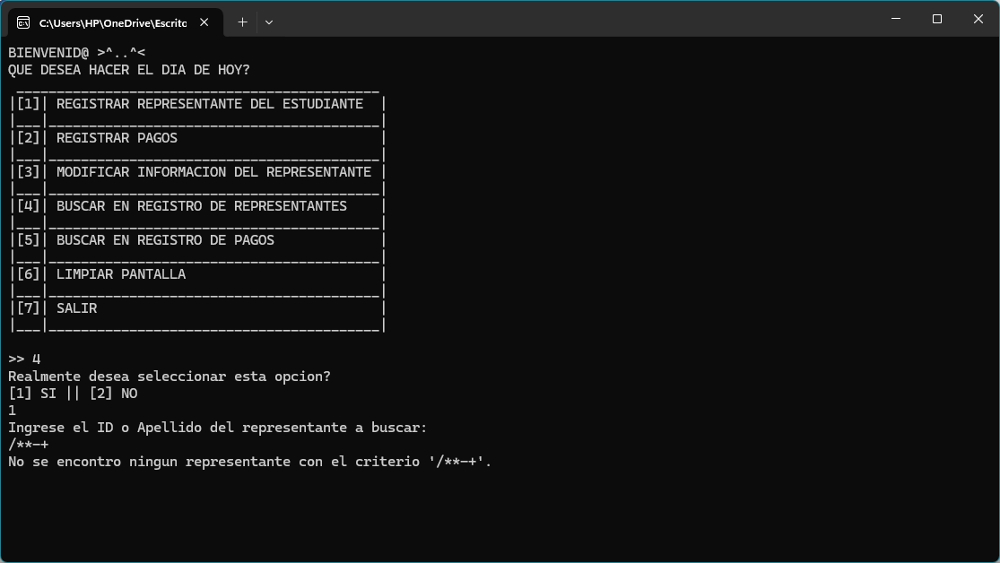 C:\Users\HP\OneDrive\Escrito
BIENVENID@ >^..^<
QUE DESEA HACER EL DIA DE HOY?
 _____________________________________________
|[1]| REGISTRAR REPRESENTANTE DEL ESTUDIANTE  |
|___|_________________________________________|
|[2]| REGISTRAR PAGOS                         |
|___|_________________________________________|
|[3]| MODIFICAR INFORMACION DEL REPRESENTANTE |
|___|_________________________________________|
|[4]| BUSCAR EN REGISTRO DE REPRESENTANTES    |
|___|_________________________________________|
|[5]| BUSCAR EN REGISTRO DE PAGOS             |
|___|_________________________________________|
|[6]| LIMPIAR PANTALLA                        |
|___|_________________________________________|
|[7]| SALIR                                   |
|___|_________________________________________|
>> 4
Realmente desea seleccionar esta opcion?
[1] SI || [2] NO
1
Ingrese el ID o Apellido del representante a buscar:
/**-+
No se encontro ningun representante con el criterio '/**-+'.